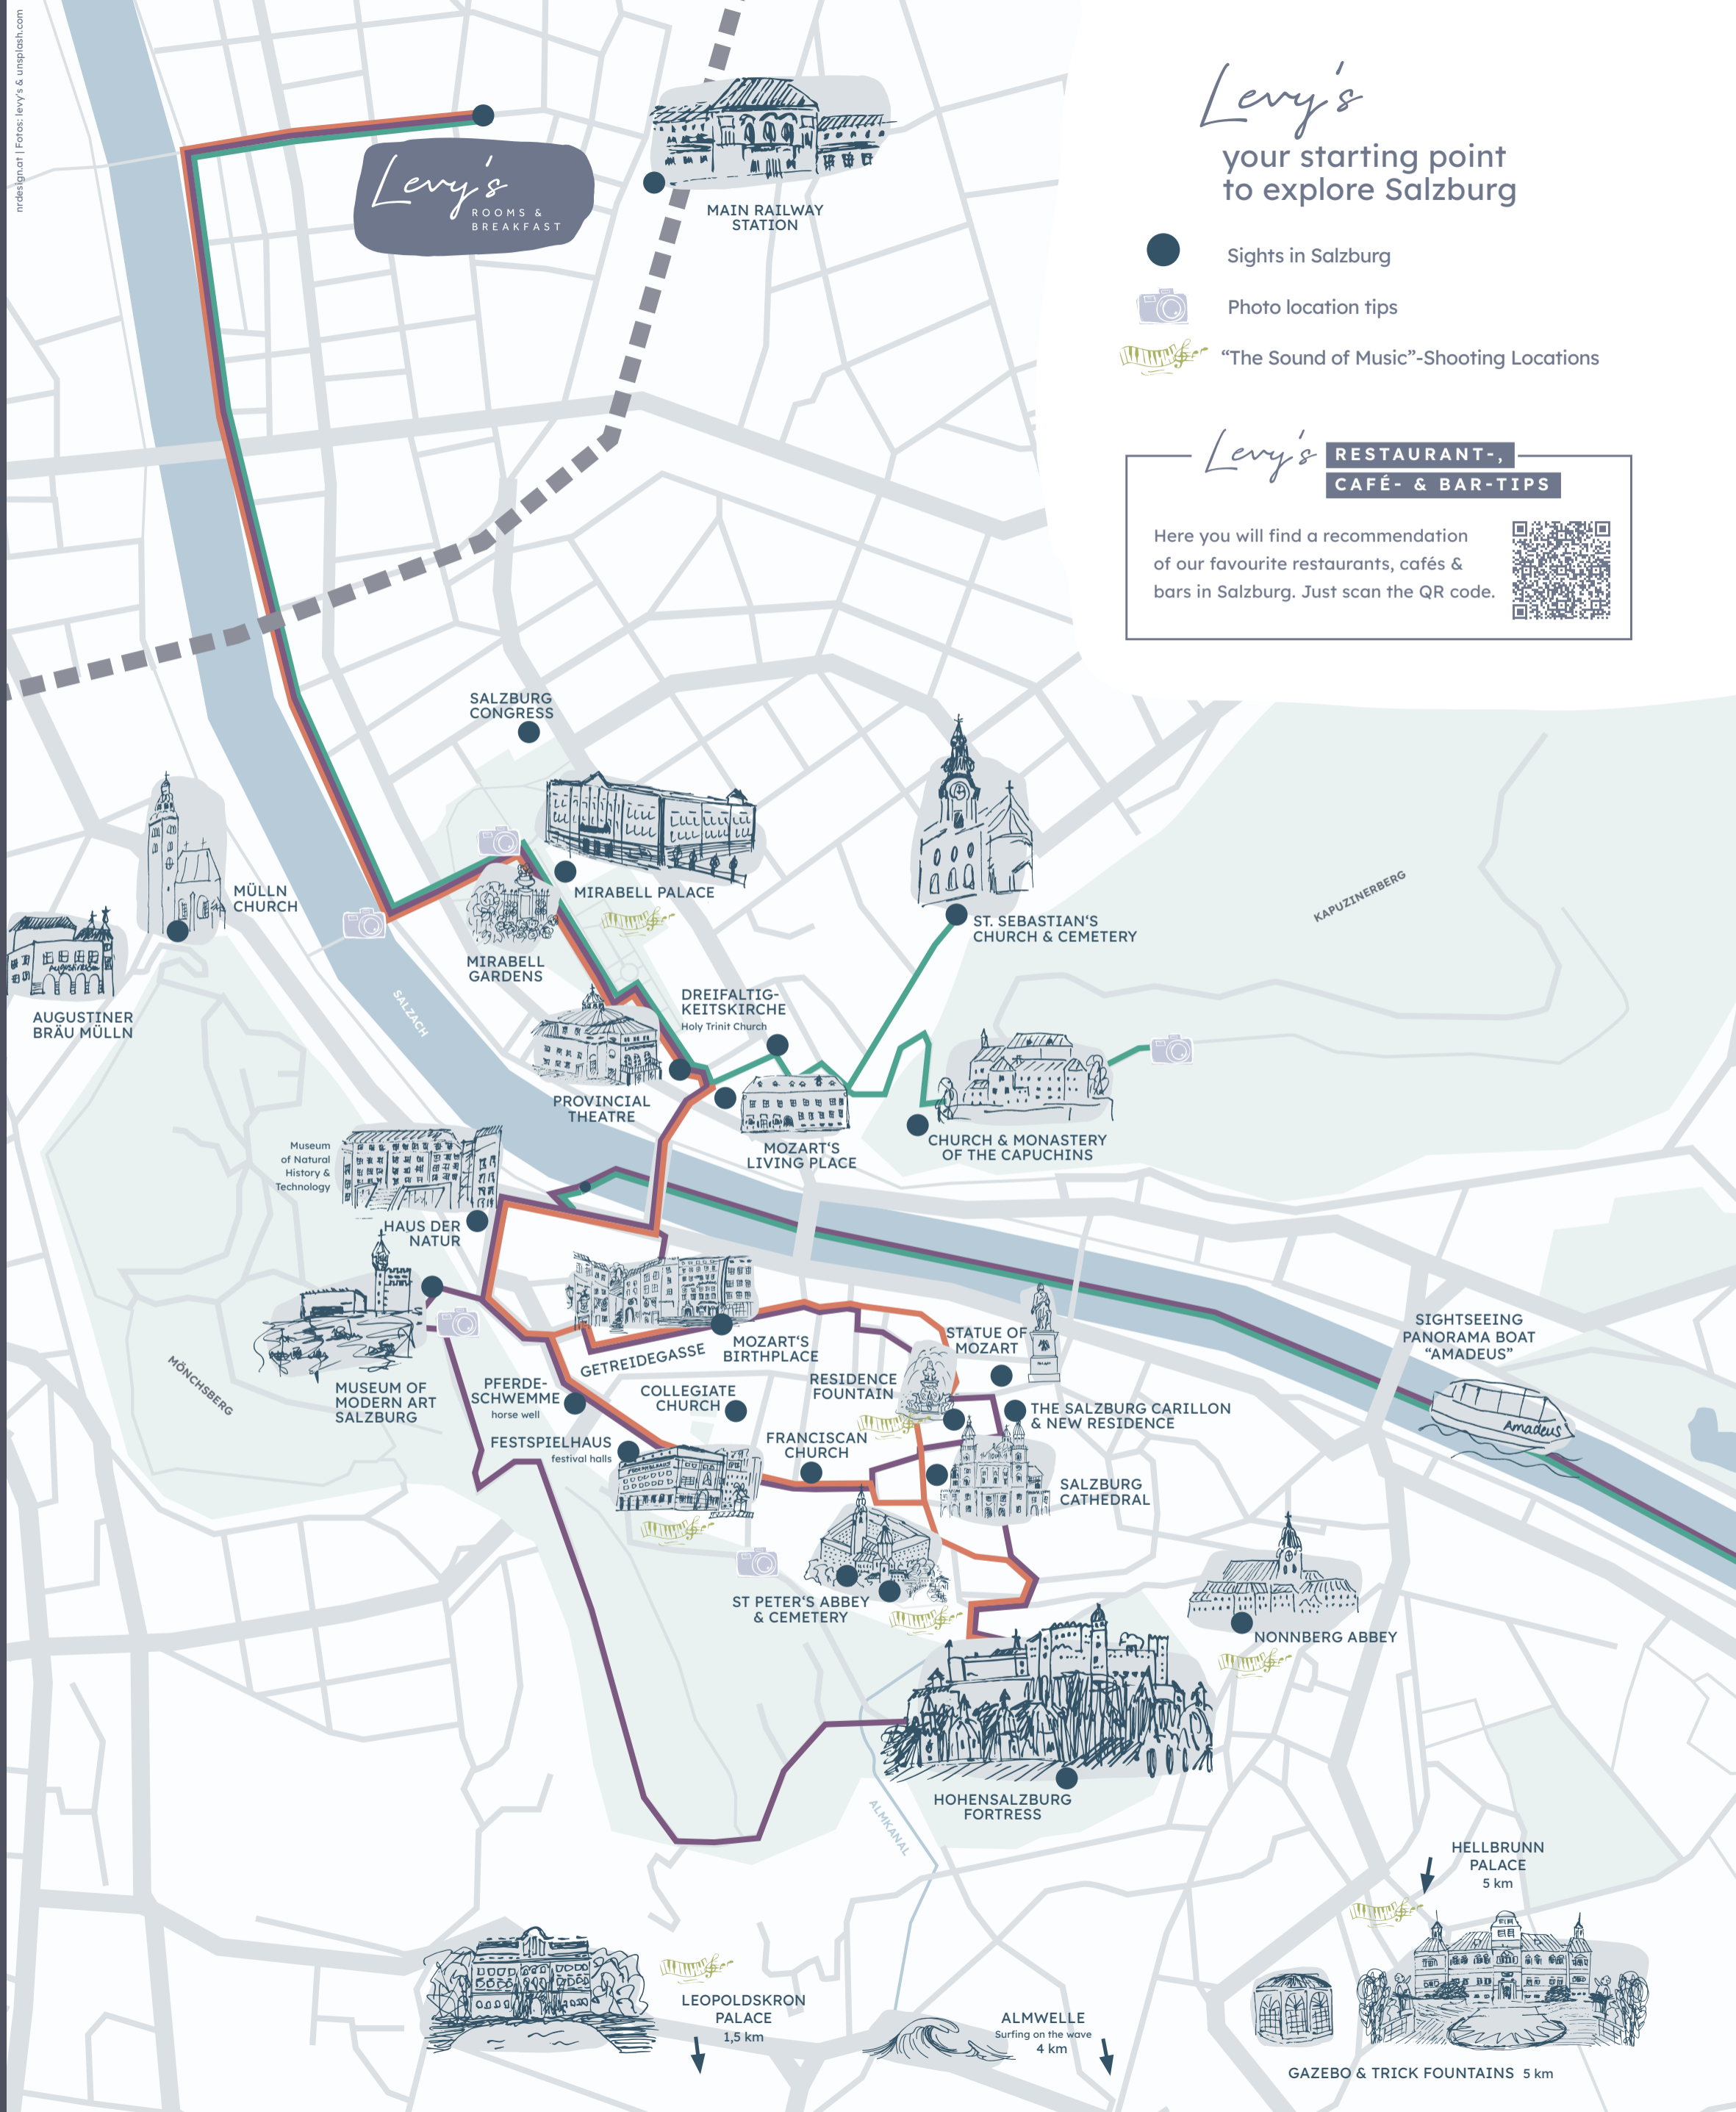 nrdesign.at | Fotos: levy's & unsplash.com
Levy's
ROOMS &
BREAKFAST
MAIN RAILWAY
STATION
Levy's
your starting point
to explore Salzburg
Sights in Salzburg
Photo location tips
“The Sound of Music”-Shooting Locations
Levy's RESTAURANT-,
CAFÉ- & BAR-TIPS
Here you will find a recommendation
of our favourite restaurants, cafés &
bars in Salzburg. Just scan the QR code.
SALZBURG
CONGRESS
MIRABELL PALACE
MÜLLN
CHURCH
KAPUZINERBERG
ST. SEBASTIAN‘S
CHURCH & CEMETERY
MIRABELL
GARDENS
Augustinerbräu
AUGUSTINER
BRÄU MÜLLN
SALZACH
DREIFALTIG-
KEITSKIRCHE
Holy Trinit Church
PROVINCIAL
THEATRE
MOZART‘S
LIVING PLACE
CHURCH & MONASTERY
OF THE CAPUCHINS
Museum
of Natural
History &
Technology
HAUS DER
NATUR
MÖNCHSBERG
MUSEUM OF
MODERN ART
SALZBURG
GETREIDEGASSE
MOZART‘S
BIRTHPLACE
STATUE OF
MOZART
SIGHTSEEING
PANORAMA BOAT
“AMADEUS”
Amadeus
PFERDE-
SCHWEMME
horse well
COLLEGIATE
CHURCH
RESIDENCE
FOUNTAIN
THE SALZBURG CARILLON
& NEW RESIDENCE
FESTSPIELHAUS
festival halls
FRANCISCAN
CHURCH
SALZBURG
CATHEDRAL
ST PETER‘S ABBEY
& CEMETERY
NONNBERG ABBEY
HOHENSALZBURG
FORTRESS
ALMKANAL
HELLBRUNN
PALACE
5 km
LEOPOLDSKRON
PALACE
1,5 km
ALMWELLE
Surfing on the wave
4 km
GAZEBO & TRICK FOUNTAINS 5 km